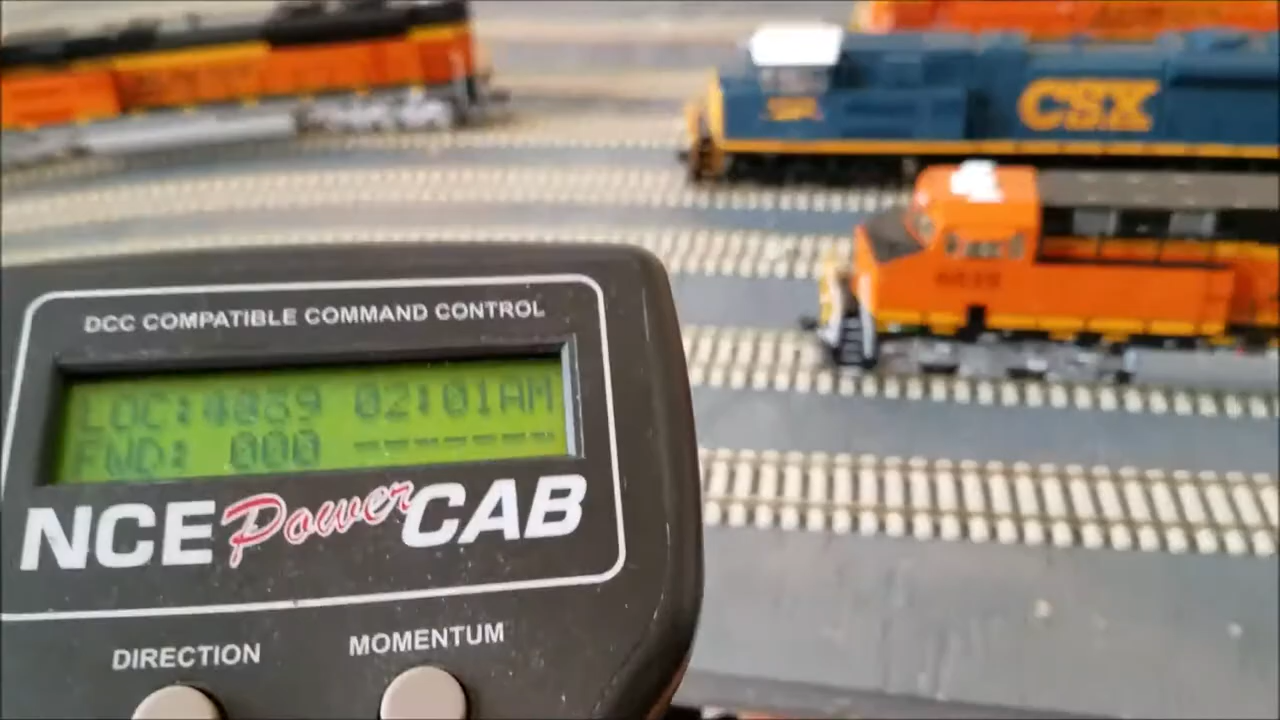 CSX
DCC COMPATIBLE COMMAND CONTROL
LOC:4069 02:01AM
FWD: 000 -------
NCE Power CAB
DIRECTION
MOMENTUM